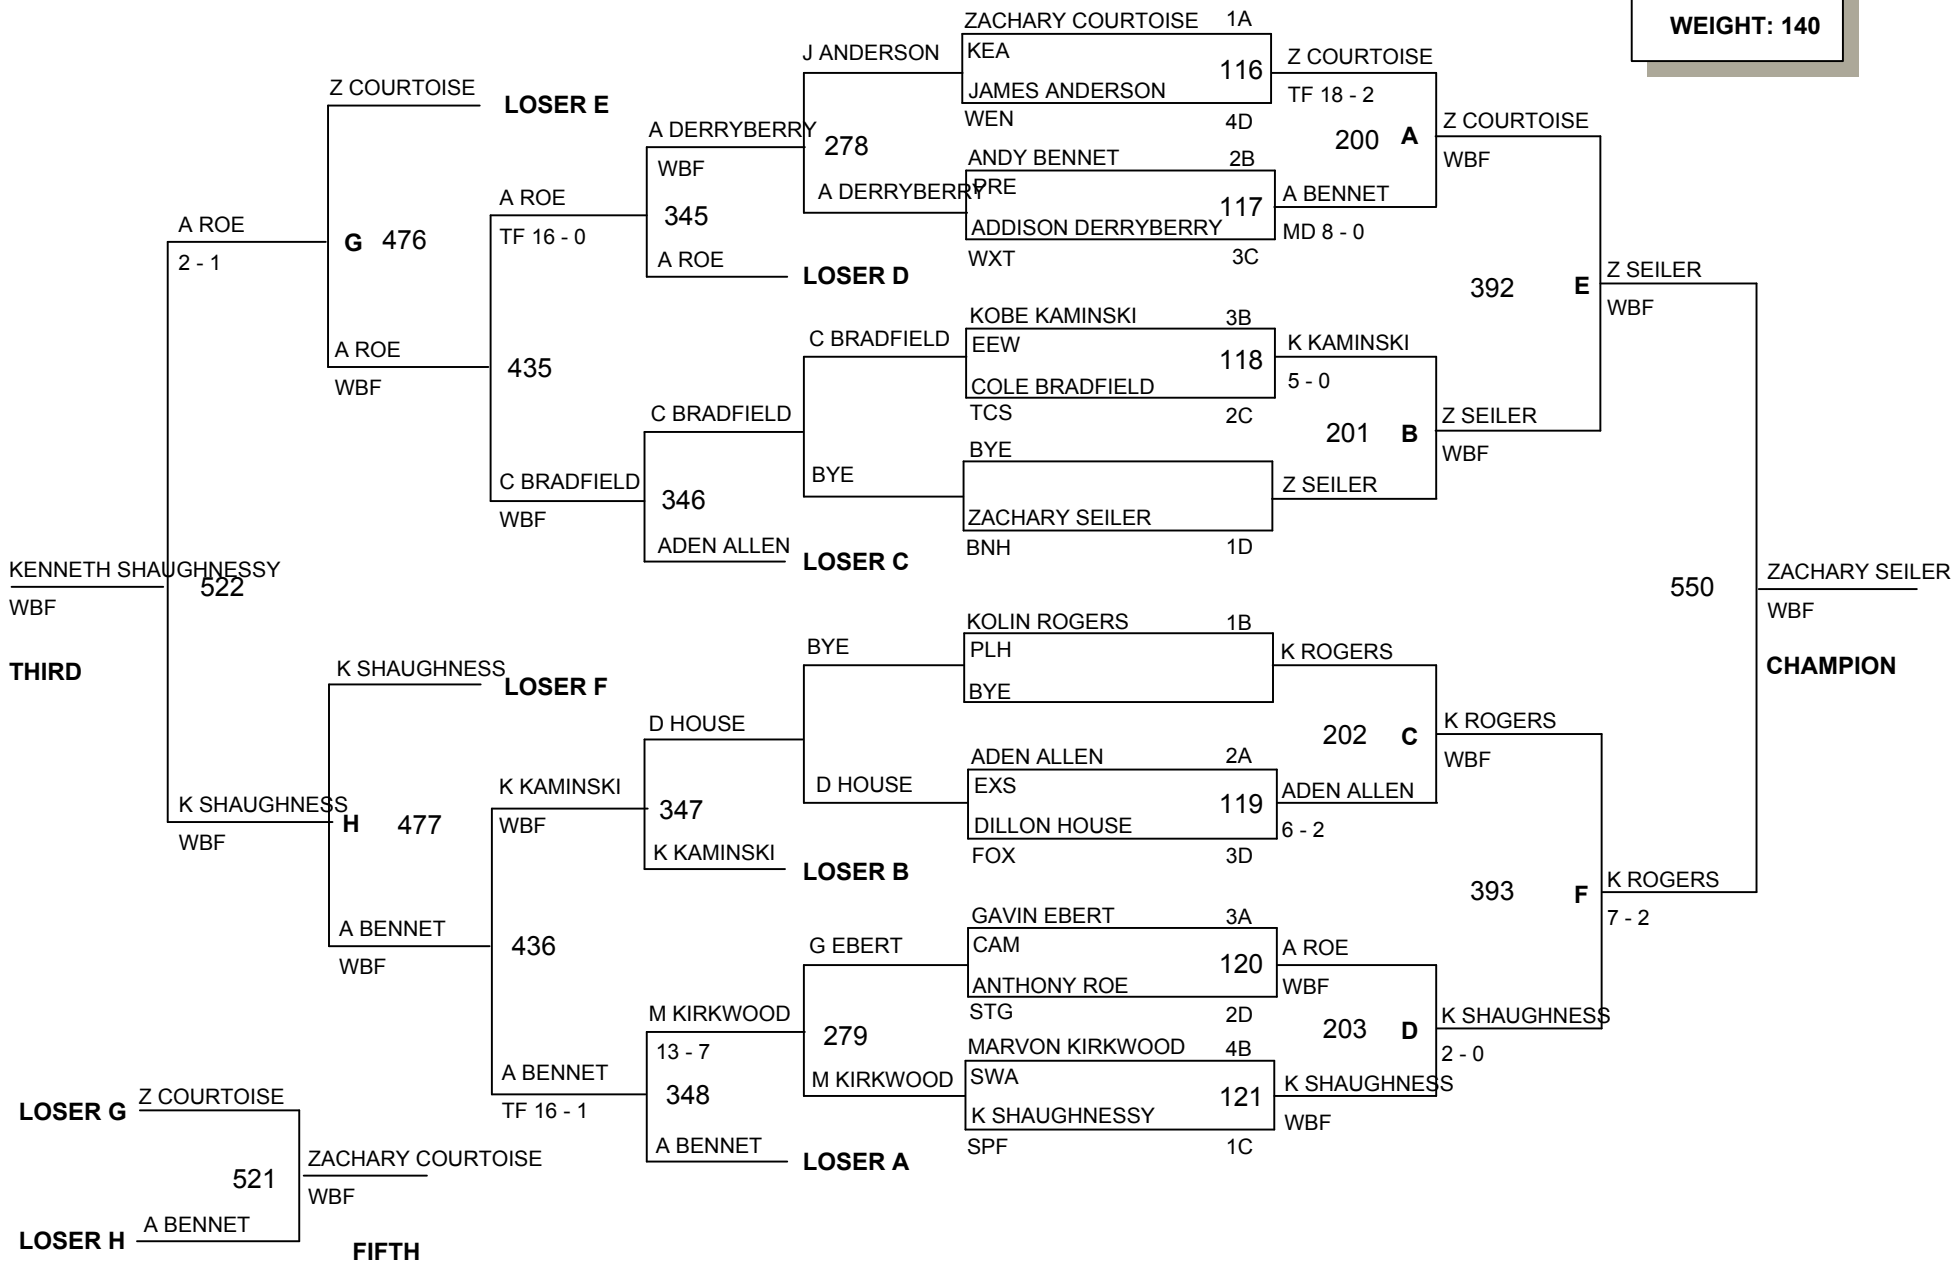 WEIGHT: 140
ZACHARY COURTOISE 1A
KEA
116
JAMES ANDERSON
WEN 4D
ANDY BENNET 2B
PRE
117
ADDISON DERRYBERRY
WXT 3C
KOBE KAMINSKI 3B
EEW
118
COLE BRADFIELD
TCS 2C
BYE
ZACHARY SEILER
BNH 1D
KOLIN ROGERS 1B
PLH
BYE
ADEN ALLEN 2A
EXS
119
DILLON HOUSE
FOX 3D
GAVIN EBERT 3A
CAM
120
ANTHONY ROE
STG 2D
MARVON KIRKWOOD 4B
SWA
121
K SHAUGHNESSY
SPF 1C
Z COURTOISE
TF 18 - 2
200 A
A BENNET
MD 8 - 0
K KAMINSKI
5 - 0
201 B
Z SEILER
K ROGERS
202 C
ADEN ALLEN
6 - 2
A ROE
WBF
203 D
K SHAUGHNESS
WBF
Z COURTOISE
WBF
392 E
Z SEILER
WBF
K ROGERS
WBF
393 F
K SHAUGHNESS
2 - 0
Z SEILER
WBF
550
K ROGERS
7 - 2
ZACHARY SEILER
WBF
CHAMPION
J ANDERSON
278
A DERRYBERRY
C BRADFIELD
BYE
BYE
D HOUSE
G EBERT
279
M KIRKWOOD
A DERRYBERRY
WBF
345
A ROE
LOSER D
C BRADFIELD
346
ADEN ALLEN
LOSER C
D HOUSE
347
K KAMINSKI
LOSER B
M KIRKWOOD
13 - 7
348
A BENNET
LOSER A
A ROE
TF 16 - 0
435
C BRADFIELD
WBF
K KAMINSKI
WBF
436
A BENNET
TF 16 - 1
Z COURTOISE
LOSER E
G 476
A ROE
WBF
K SHAUGHNESS
LOSER F
H 477
A BENNET
WBF
A ROE
2 - 1
522
K SHAUGHNESS
WBF
KENNETH SHAUGHNESSY
WBF
THIRD
LOSER G Z COURTOISE
521
LOSER H A BENNET
ZACHARY COURTOISE
WBF
FIFTH